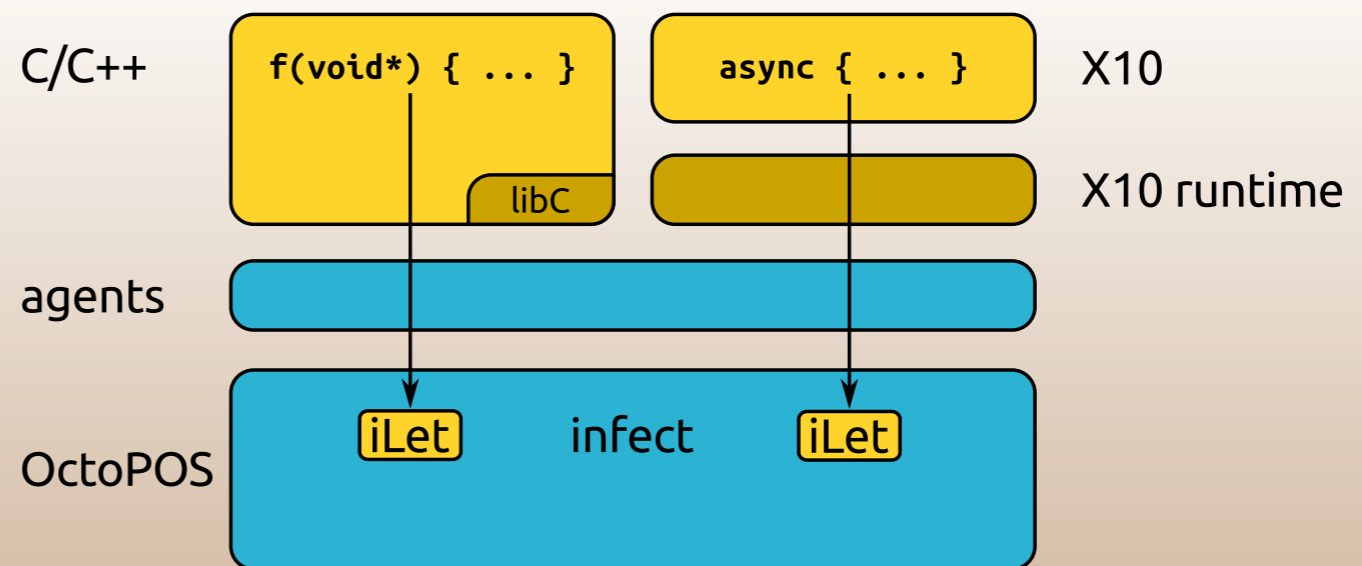 C/C++
f(void*) { ... }
async { ... }
X10
libC
X10 runtime
agents
iLet
infect
iLet
OctoPOS